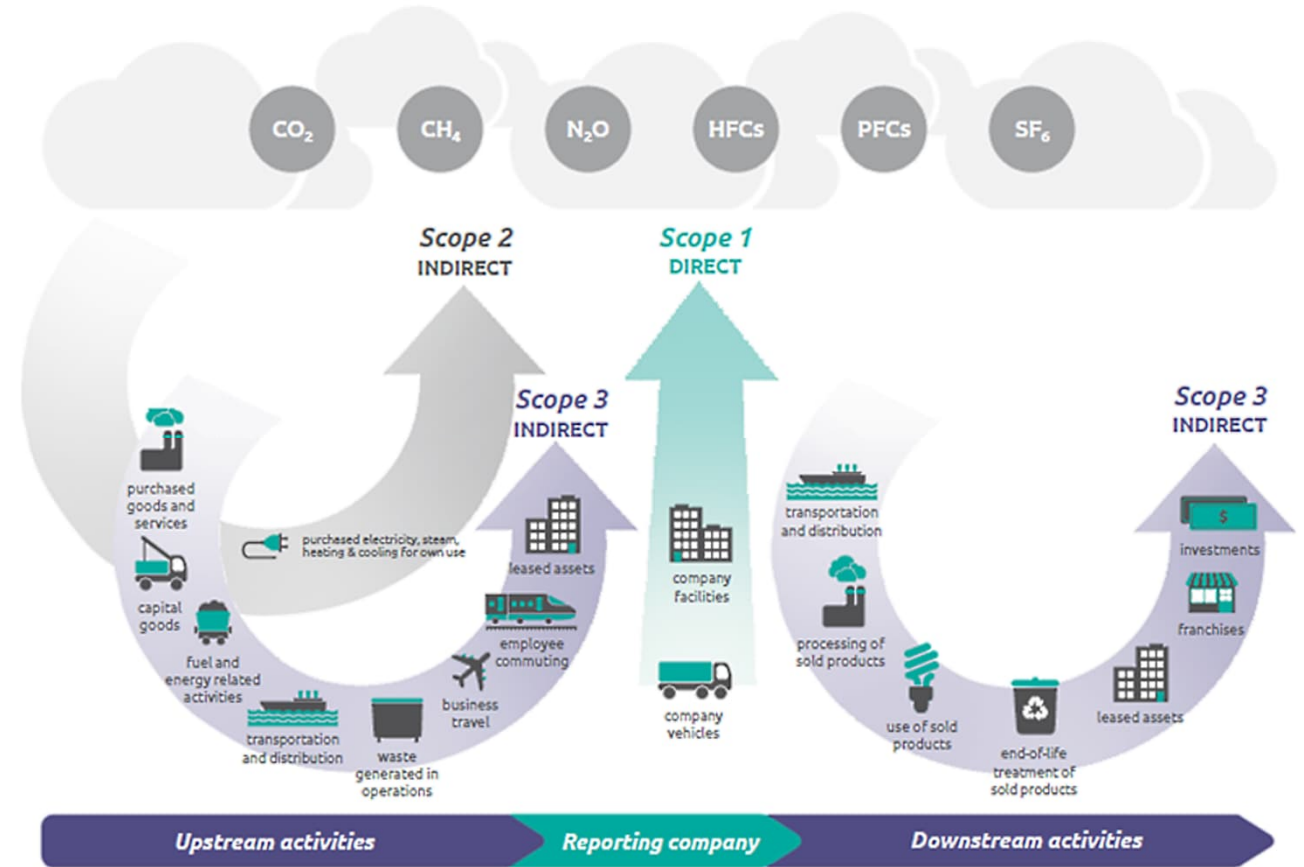 CO₂
CH₄
N₂O
HFCs
PFCs
SF₆
Scope 2
INDIRECT
Scope 1
DIRECT
Scope 3
INDIRECT
Scope 3
INDIRECT
purchased
goods and
services
capital
goods
fuel and
energy related
activities
transportation
and distribution
waste
generated in
operations
business
travel
employee
commuting
leased assets
purchased electricity, steam,
heating & cooling for own use
company
facilities
company
vehicles
transportation
and distribution
processing of
sold products
use of sold
products
end-of-life
treatment of
sold products
leased assets
franchises
investments
$
Upstream activities
Reporting company
Downstream activities